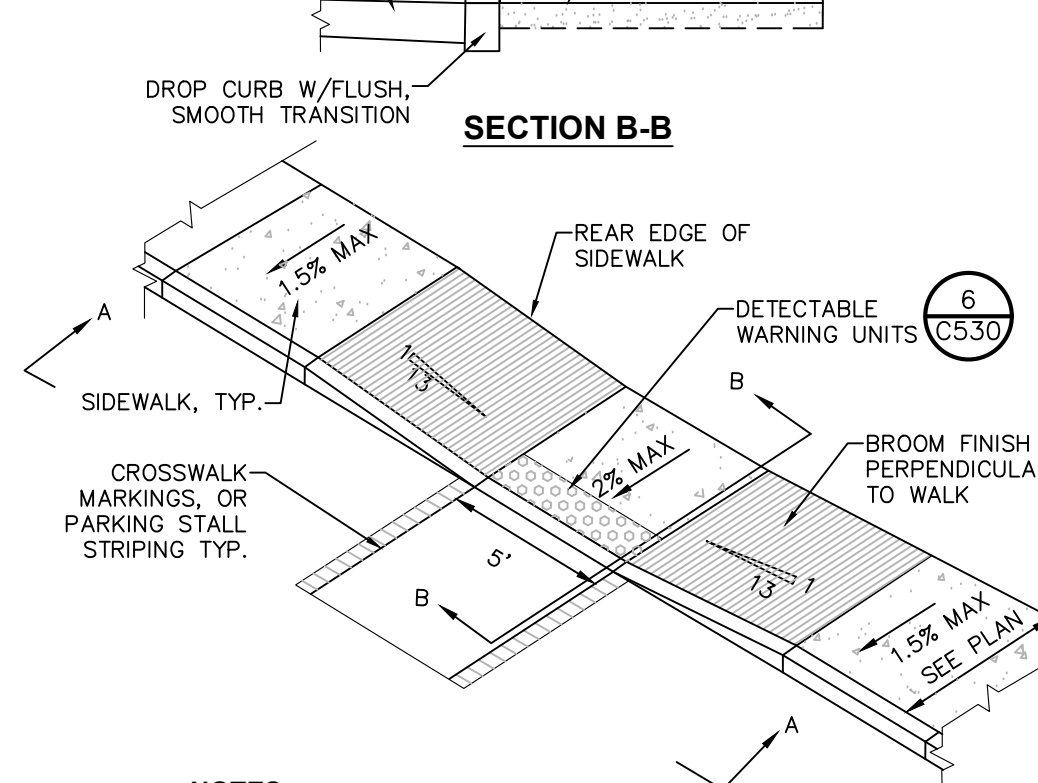 DROP CURB W/FLUSH,
SMOOTH TRANSITION
SECTION B-B
1.5% MAX
REAR EDGE OF
SIDEWALK
DETECTABLE
WARNING UNITS
6
C530
A
SIDEWALK, TYP.
1
13
B
2% MAX
BROOM FINISH
PERPENDICULA
TO WALK
CROSSWALK
MARKINGS, OR
PARKING STALL
STRIPING TYP.
5'
B
13
1
1.5% MAX
SEE PLAN
A
NOTES